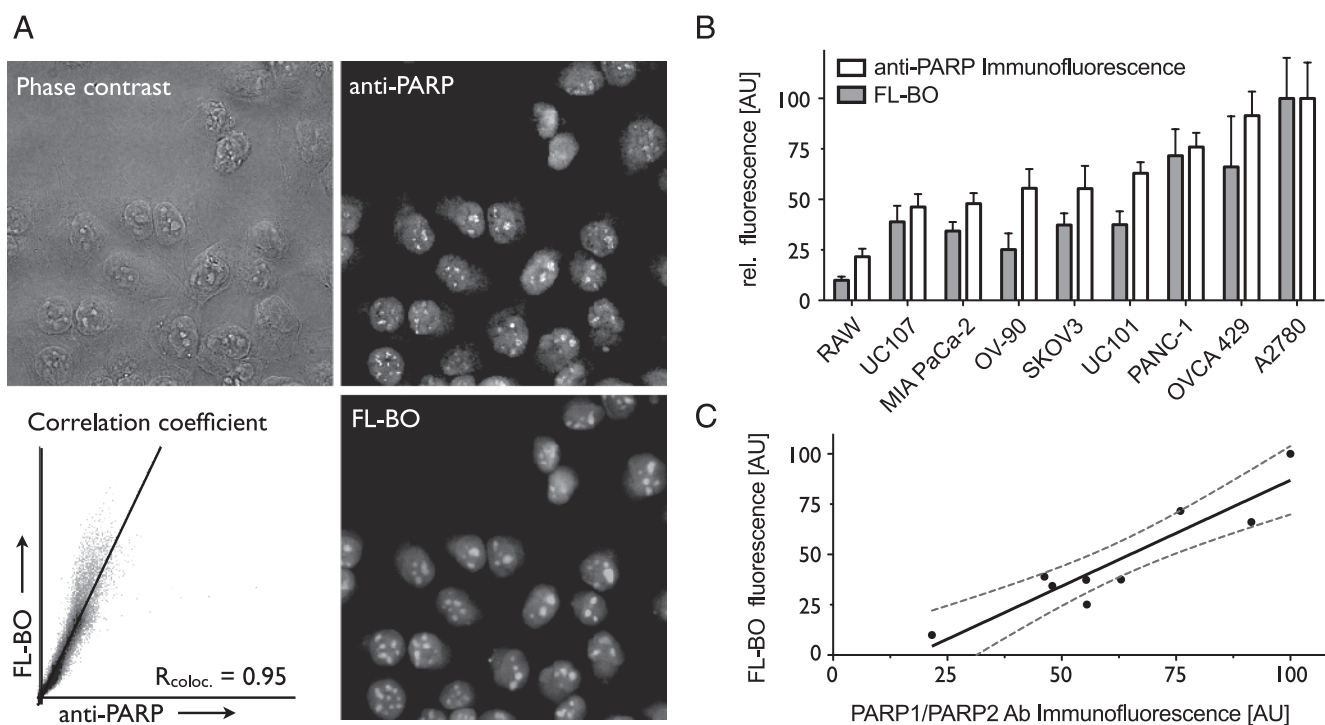 A
Phase contrast
anti-PARP
Correlation coefficient
FL-BO
R coloc. = 0.95
anti-PARP
FL-BO
B
anti-PARP Immunofluorescence
FL-BO
rel. fluorescence [AU]
100
75
50
25
0
RAW
UC107
MIA PaCa-2
OV-90
SKOV3
UC101
PANC-1
OVCA 429
A2780
C
FL-BO fluorescence [AU]
100
75
50
25
0
0 25 50 75 100
PARP1/PARP2 Ab Immunofluorescence [AU]